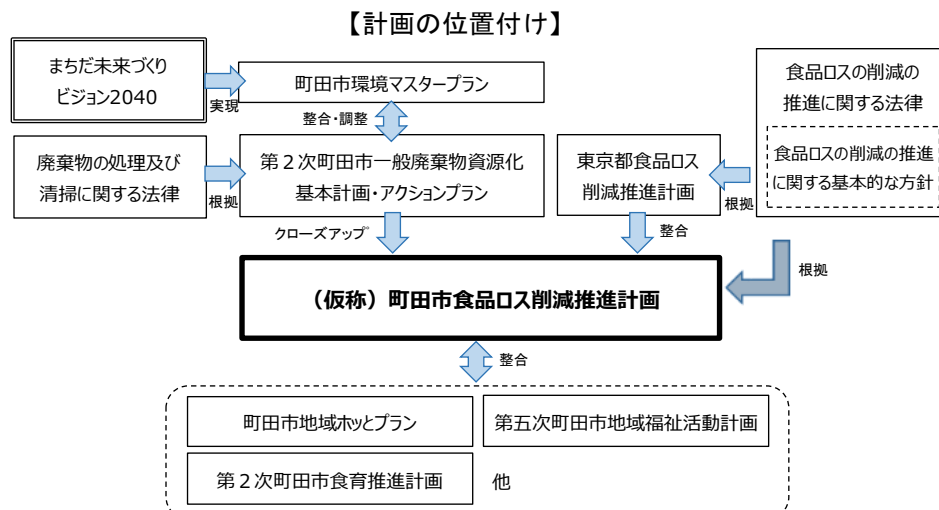 【計画の位置付け】
まちだ未来づくり
ビジョン2040
実現
町田市環境マスタープラン
食品ロスの削減の
推進に関する法律
整合・調整
廃棄物の処理及び
清掃に関する法律
根拠
第２次町田市一般廃棄物資源化
基本計画・アクションプラン
東京都食品ロス
削減推進計画
根拠
食品ロスの削減の推進
に関する基本的な方針
クローズアップ
整合
根拠
（仮称）町田市食品ロス削減推進計画
整合
町田市地域ホッとプラン
第五次町田市地域福祉活動計画
第２次町田市食育推進計画
他